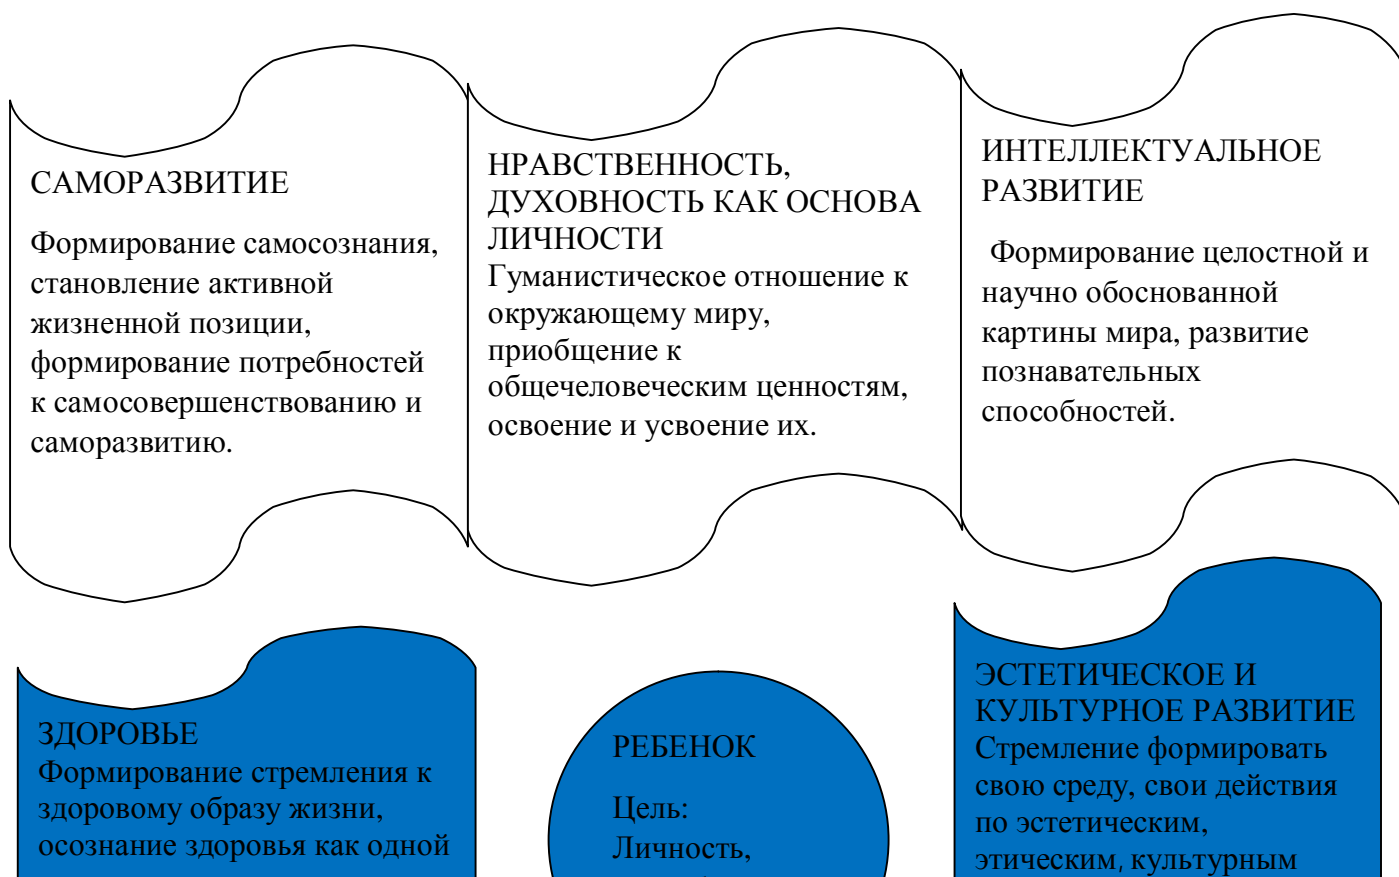 САМОРАЗВИТИЕ
Формирование самосознания,
становление активной
жизненной позиции,
формирование потребностей
к самосовершенствованию и
саморазвитию.
НРАВСТВЕННОСТЬ,
ДУХОВНОСТЬ КАК ОСНОВА
ЛИЧНОСТИ
Гуманистическое отношение к
окружающему миру,
приобщение к
общечеловеческим ценностям,
освоение и усвоение их.
ИНТЕЛЛЕКТУАЛЬНОЕ
РАЗВИТИЕ
Формирование целостной и
научно обоснованной
картины мира, развитие
познавательных
способностей.
ЗДОРОВЬЕ
Формирование стремления к
здоровому образу жизни,
осознание здоровья как одной
РЕБЕНОК
Цель:
Личность,
ЭСТЕТИЧЕСКОЕ И
КУЛЬТУРНОЕ РАЗВИТИЕ
Стремление формировать
свою среду, свои действия
по эстетическим,
этическим, культурным